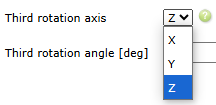 Third rotation axis Z
X
Third rotation angle [deg] Y
Z